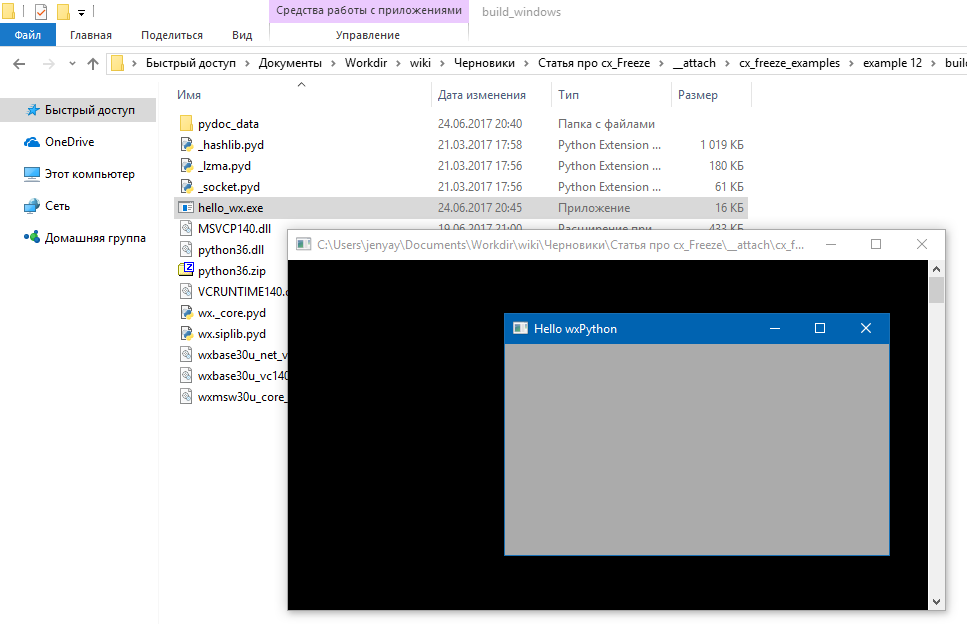 Средства работы с приложениями build_windows
Файл Главная Поделиться Вид Управление
Быстрый доступ Документы Workdir wiki Черновики Статья про cx_Freeze __attach cx_freeze_examples example 12
Имя Дата изменения Тип Размер
Быстрый доступ
OneDrive
Этот компьютер
Сеть
Домашняя группа
pydoc_data 24.06.2017 20:40 Папка с файлами
_hashlib.pyd 21.03.2017 17:58 Python Extension ... 1 019 КБ
_lzma.pyd 21.03.2017 17:56 Python Extension ... 180 КБ
_socket.pyd 21.03.2017 17:56 Python Extension ... 61 КБ
hello_wx.exe 24.06.2017 20:45 Приложение 16 КБ
MSVCP140.dll 19.06.2017 21:00 Расширение при... 433 КБ
python36.dll
python36.zip
VCRUNTIME140.
wx._core.pyd
wx.siplib.pyd
wxbase30u_net_v
wxbase30u_vc140
wxmsw30u_core_
C:\Users\jenyay\Documents\Workdir\wiki\Черновики\Статья про cx_Freeze\__attach\cx_f...
Hello wxPython